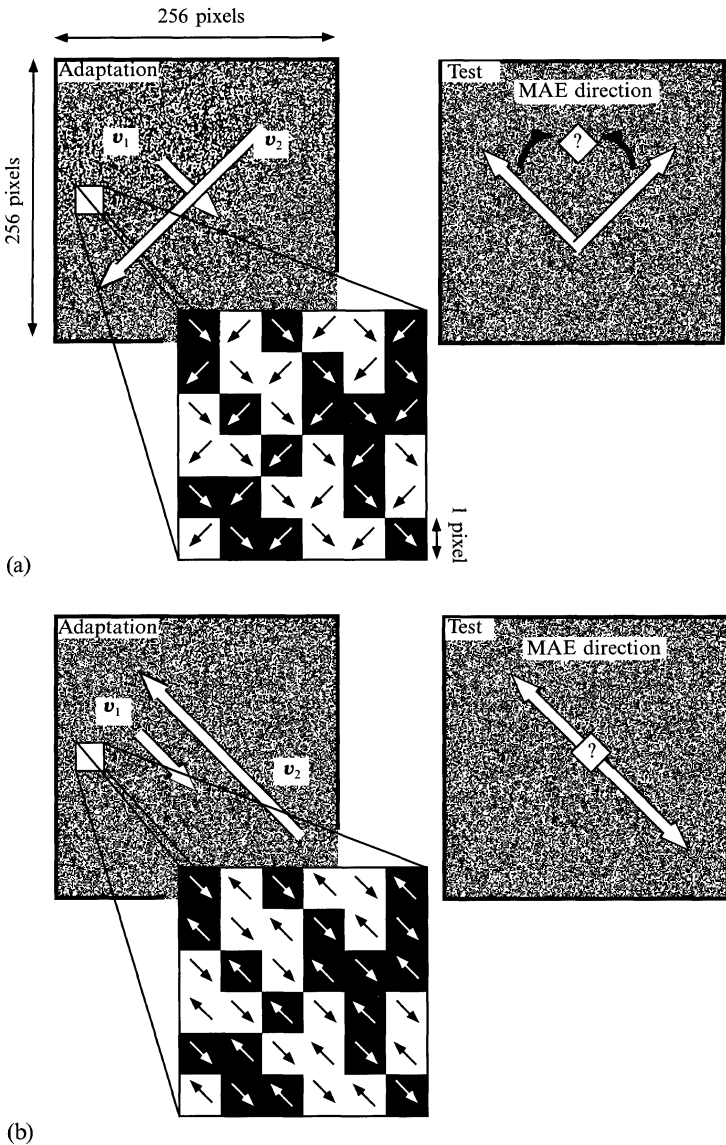 256 pixels
256 pixels
Adaptation
v₁
v₂
Test
MAE direction
?
1 pixel
(a)
Adaptation
v₁
v₂
Test
MAE direction
?
(b)